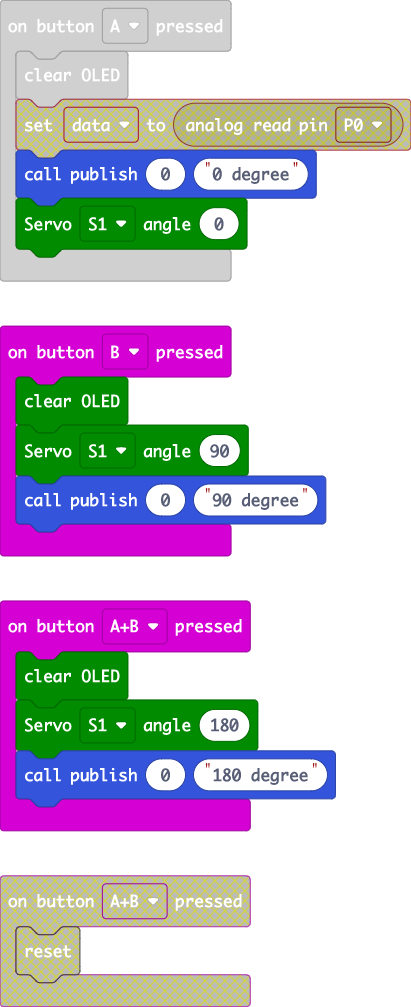 on button A pressed
clear OLED
set data to analog read pin P0
call publish 0 "0 degree"
Servo S1 angle 0
on button B pressed
clear OLED
Servo S1 angle 90
call publish 0 "90 degree"
on button A+B pressed
clear OLED
Servo S1 angle 180
call publish 0 "180 degree"
on button A+B pressed
reset